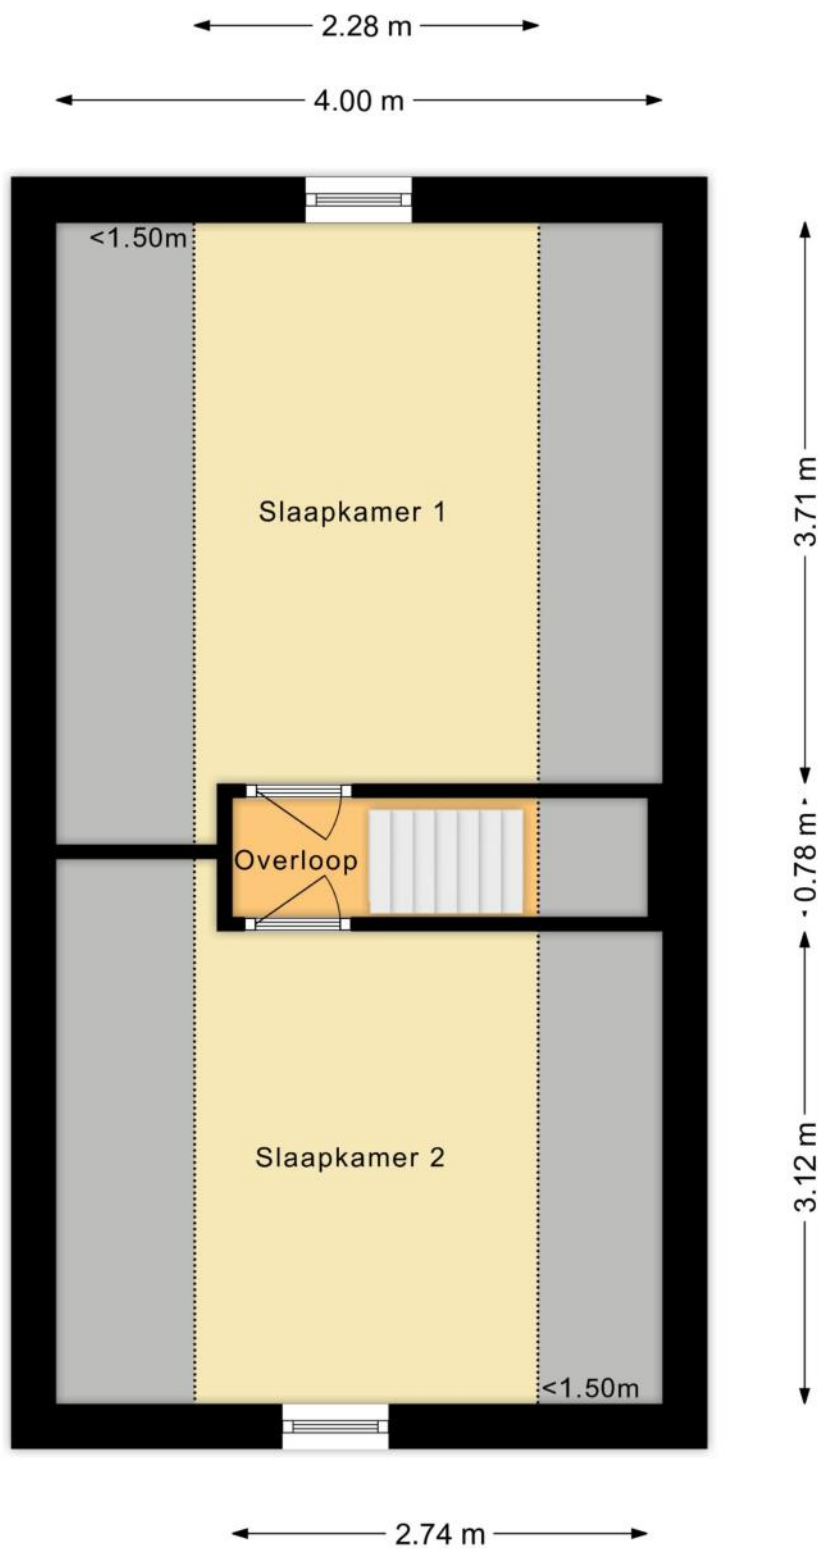 2.28 m
4.00 m
<1.50m
3.71 m
Slaapkamer 1
0.78 m
Overloop
3.12 m
Slaapkamer 2
<1.50m
2.74 m